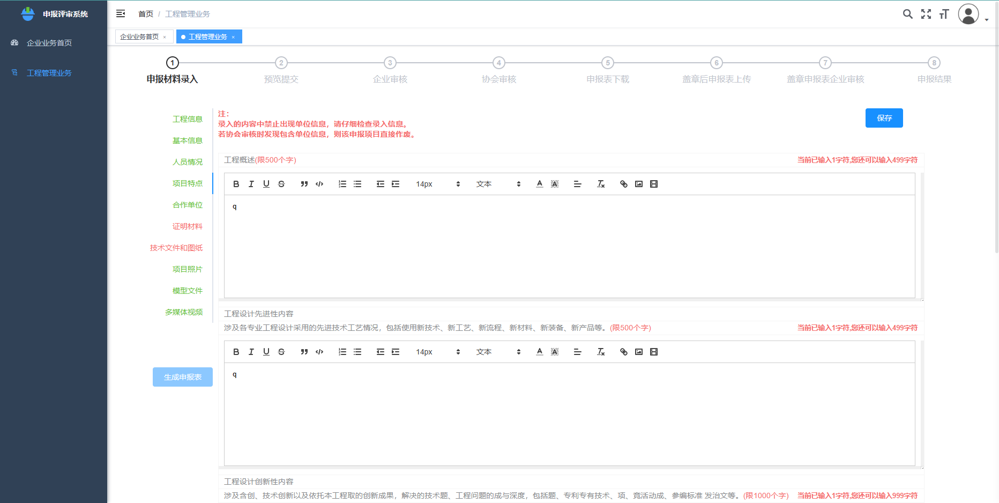 申报评审系统
企业业务首页
工程管理业务
首页 / 工程管理业务
企业业务首页 ×
工程管理业务 ×
1 2 3 4 5 6 7 8
申报材料录入 预览提交 企业审核 协会审核 申报表下载 盖章后申报表上传 盖章申报表企业审核 申报结果
工程信息
基本信息
人员情况
项目特点
合作单位
证明材料
技术文件和图纸
项目照片
模型文件
多媒体视频
生成申报表
注：
录入的内容中禁止出现单位信息，请仔细检查录入信息。
若协会审核时发现包含单位信息，则该申报项目直接作废。
保存
工程概述(限500个字) 当前已输入1字符,您还可以输入499字符
14px 文本
q
工程设计先进性内容
涉及各专业工程设计采用的先进技术工艺情况，包括使用新技术、新工艺、新流程、新材料、新装备、新产品等。(限500个字) 当前已输入1字符,您还可以输入499字符
14px 文本
q
工程设计创新性内容
涉及含创、技术创新以及依托本工程取的创新成果，解决的技术题、工程问题的成与深度，包括题、专利专有技术、项、竟活动成、参编标准 发治文等。(限1000个字) 当前已输入1字符,您还可以输入999字符